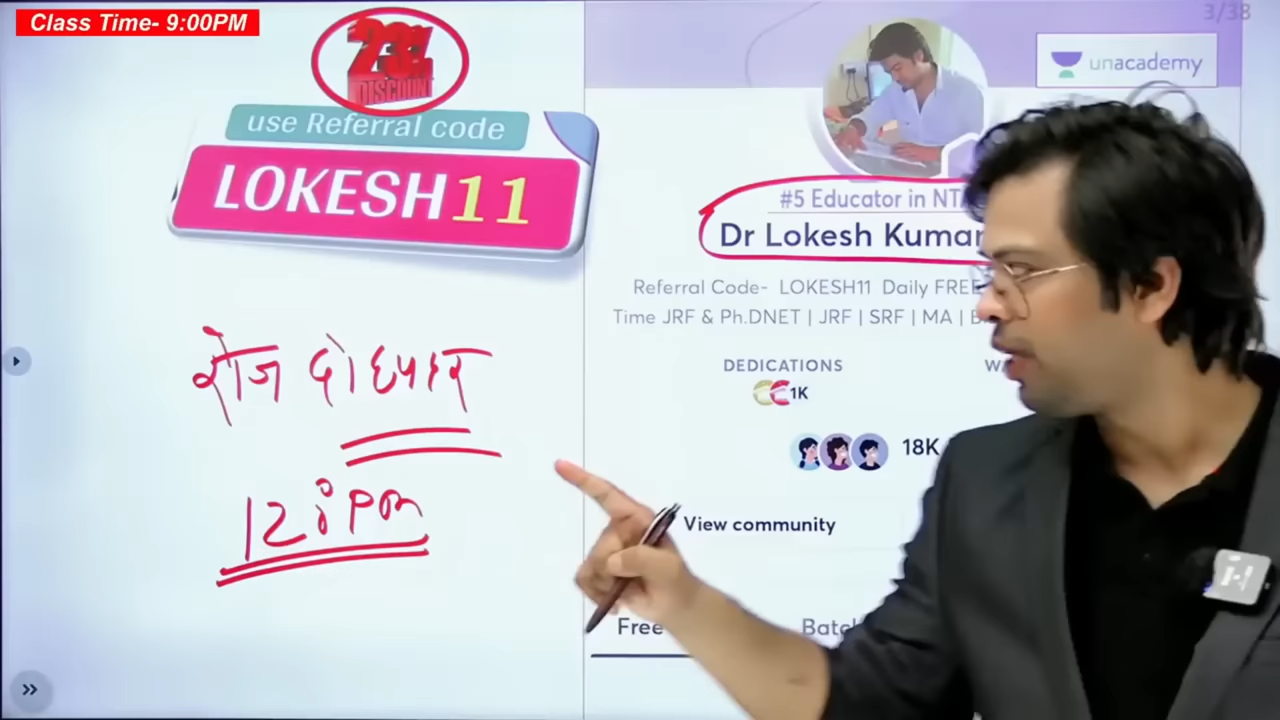 Class Time- 9:00PM
3/38
23%
DISCOUNT
use Referral code
LOKESH11
unacademy
#5 Educator in NT
Dr Lokesh Kumar
Referral Code- LOKESH11 Daily FREE
Time JRF & Ph.DNET | JRF | SRF | MA |
DEDICATIONS
1K
18K
रोज दोपहर
12:PM
View community
Free
Batc